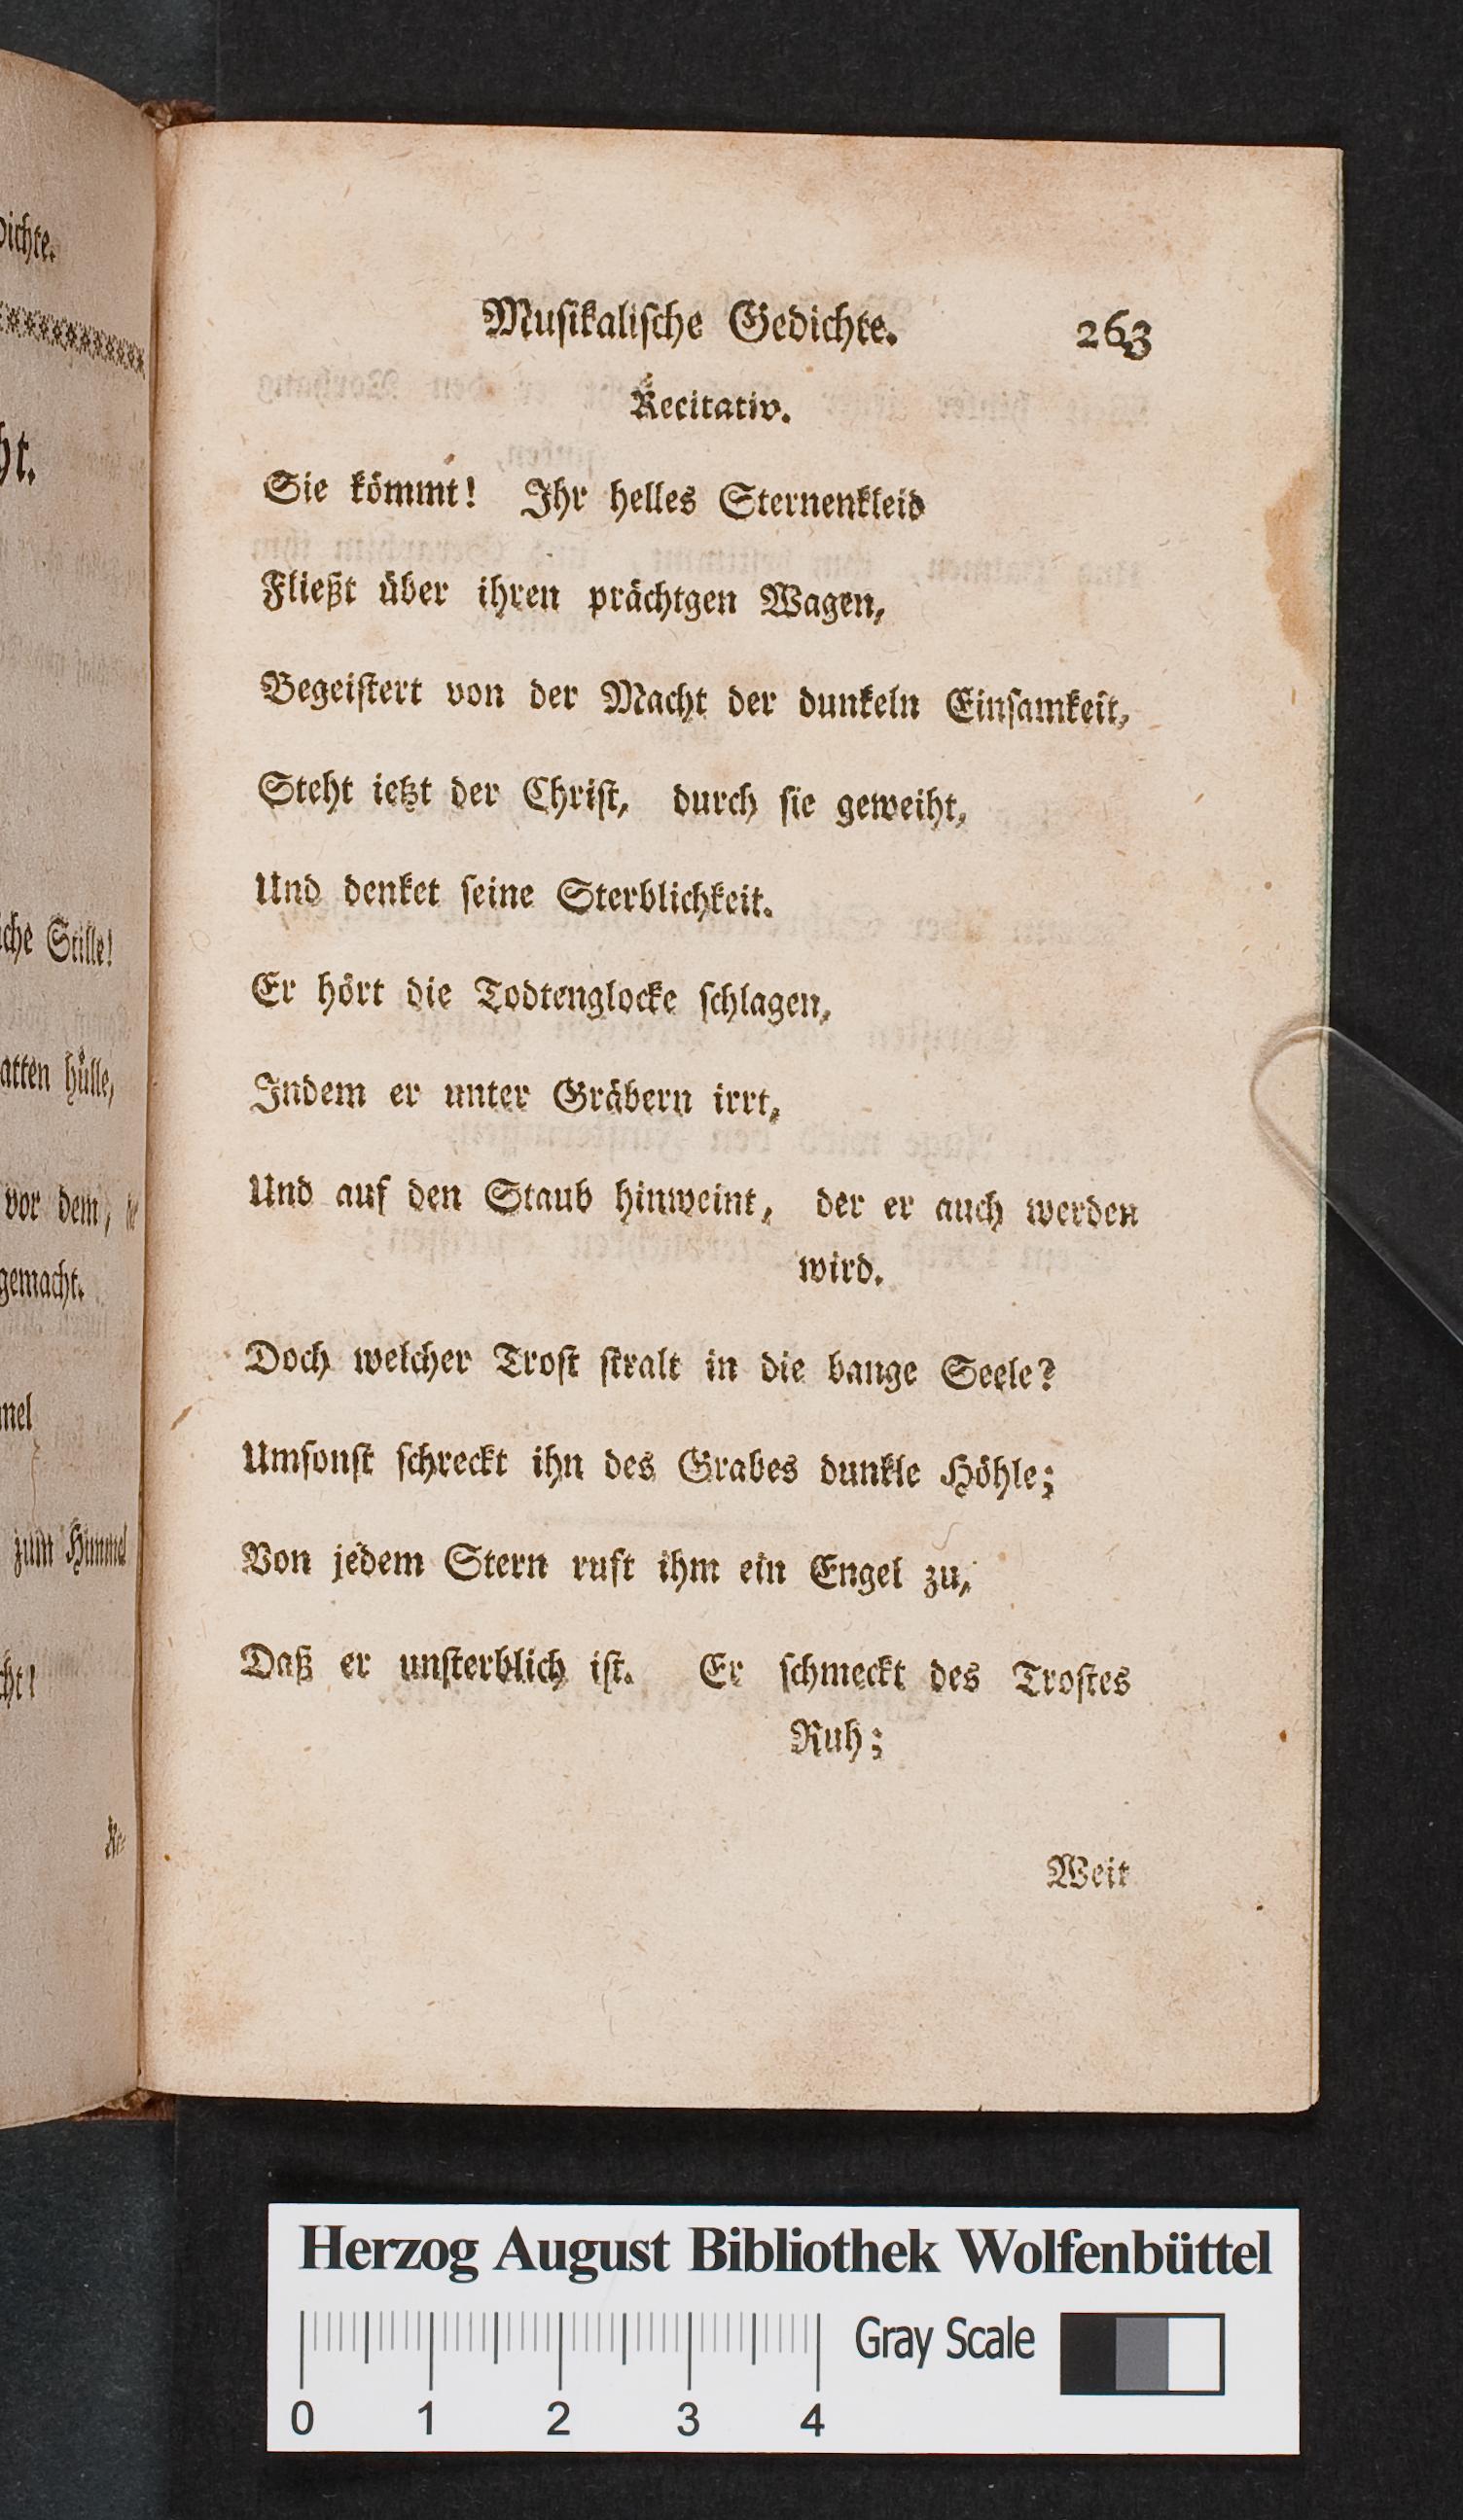 dichte.
ht.
che Stille!
atten hülle,
vor dem,
gemacht.
mel
zum Himmel
cht!
Re-
Musikalische Gedichte. 263
Recitativ.
Sie kömmt! Ihr helles Sternenkleid
Fließt über ihren prächtgen Wagen,
Begeistert von der Macht der dunkeln Einsamkeit,
Steht ietzt der Christ, durch sie geweiht,
Und denket seine Sterblichkeit.
Er hört die Todtenglocke schlagen,
Indem er unter Gräbern irrt,
Und auf den Staub hinweint, der er auch werden
wird.
Doch welcher Trost stralt in die bange Seele?
Umsonst schreckt ihn des Grabes dunkle Höhle;
Von jedem Stern ruft ihm ein Engel zu,
Daß er unsterblich ist. Er schmeckt des Trostes
Ruh;
Weit
Herzog August Bibliothek Wolfenbüttel
Gray Scale
0 1 2 3 4